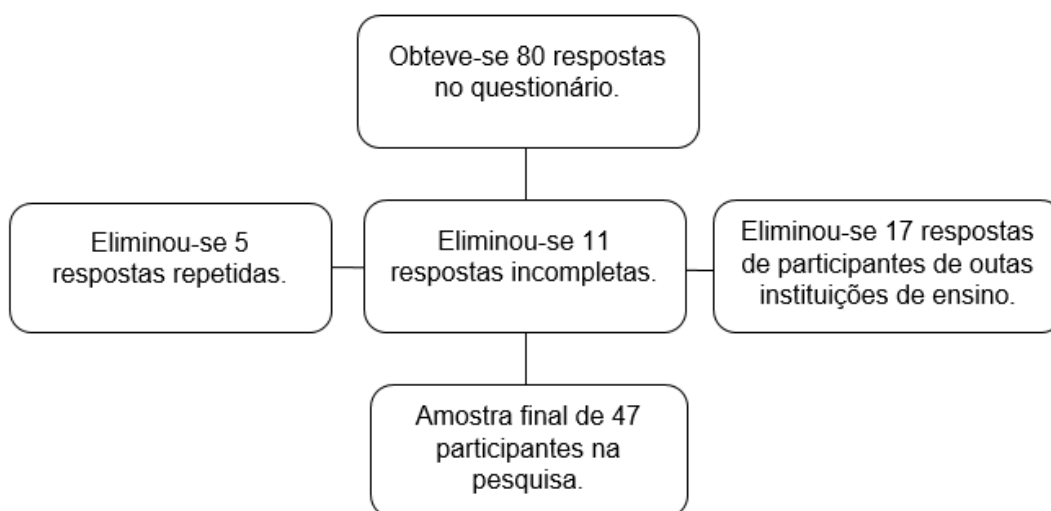 Obteve-se 80 respostas
no questionário.
Eliminou-se 5
respostas repetidas.
Eliminou-se 11
respostas incompletas.
Eliminou-se 17 respostas
de participantes de outas
instituições de ensino.
Amostra final de 47
participantes na
pesquisa.